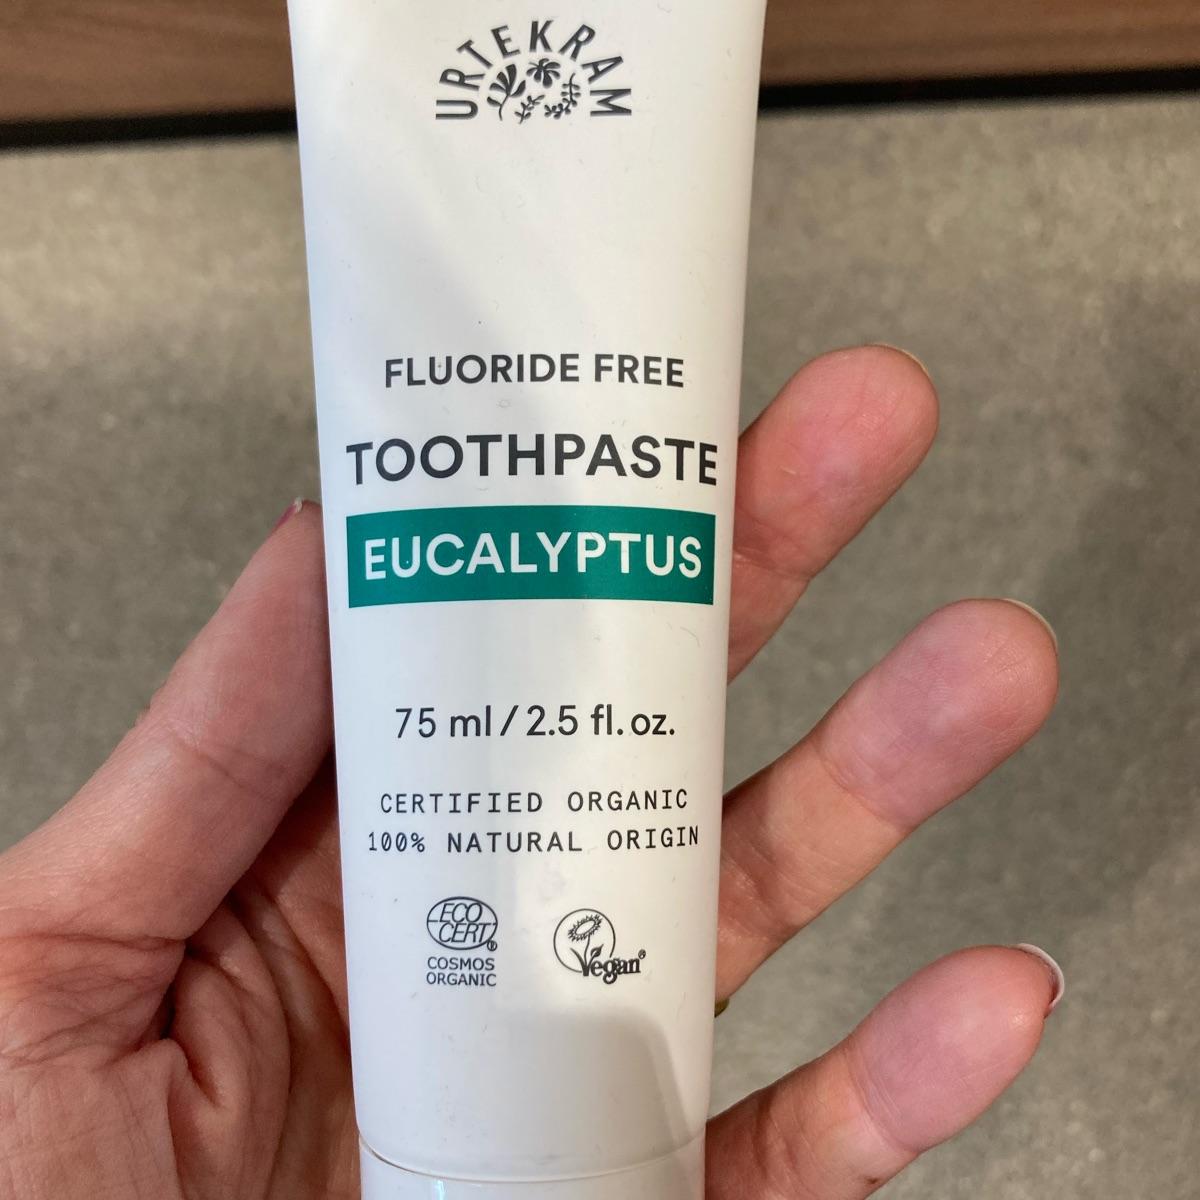 URTEKRAM
FLUORIDE FREE
TOOTHPASTE
EUCALYPTUS
75 ml / 2.5 fl. oz.
CERTIFIED ORGANIC
100% NATURAL ORIGIN
ECO
CERT®
COSMOS
ORGANIC
Vegan®